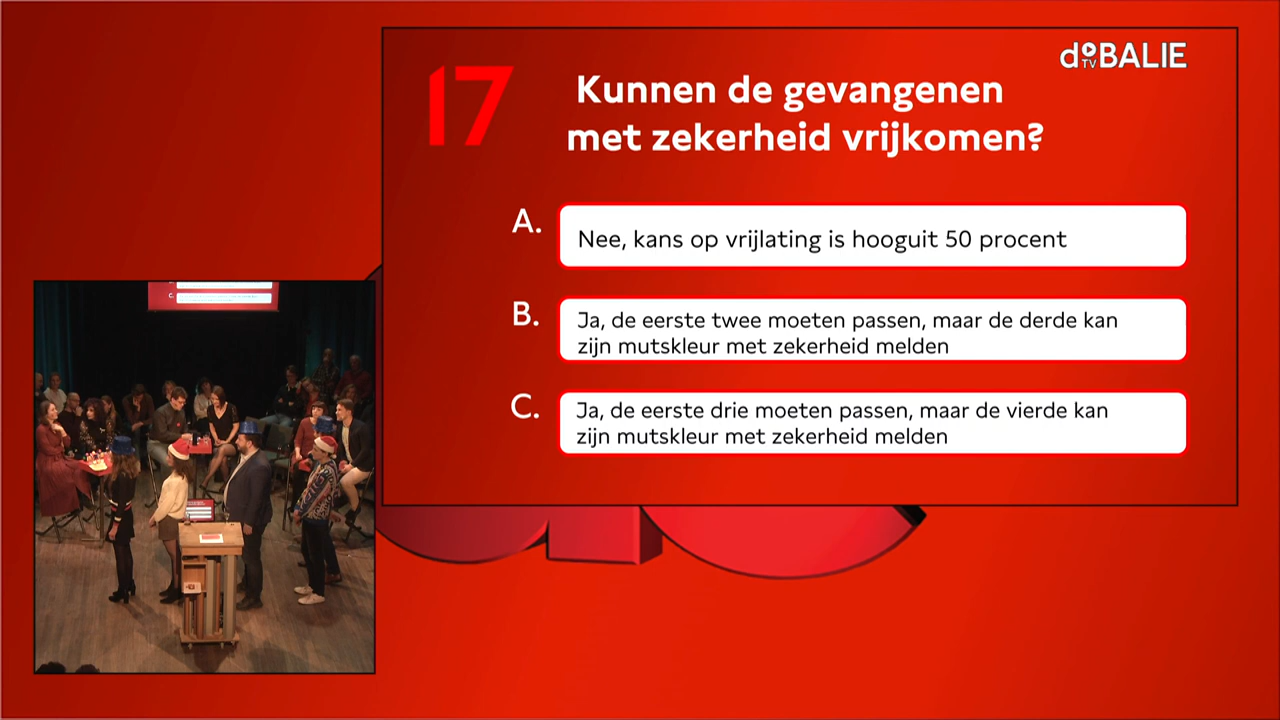 doTVBALIE
17
Kunnen de gevangenen
met zekerheid vrijkomen?
A.
Nee, kans op vrijlating is hooguit 50 procent
B.
Ja, de eerste twee moeten passen, maar de derde kan
zijn mutskleur met zekerheid melden
C.
Ja, de eerste drie moeten passen, maar de vierde kan
zijn mutskleur met zekerheid melden
C.